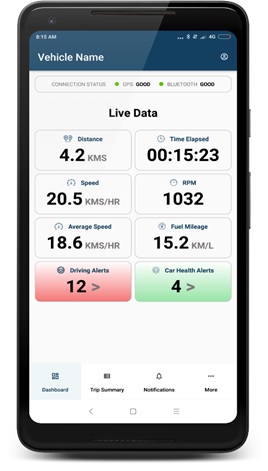 8:15 AM
4G
Vehicle Name
CONNECTION STATUS GPS GOOD BLUETOOTH GOOD
Live Data
Distance
4.2 KMS
Time Elapsed
00:15:23
Speed
20.5 KMS/HR
RPM
1032
Average Speed
18.6 KMS/HR
Fuel Mileage
15.2 KM/L
Driving Alerts
12 >
Car Health Alerts
4 >
Dashboard Trip Summary Notifications More